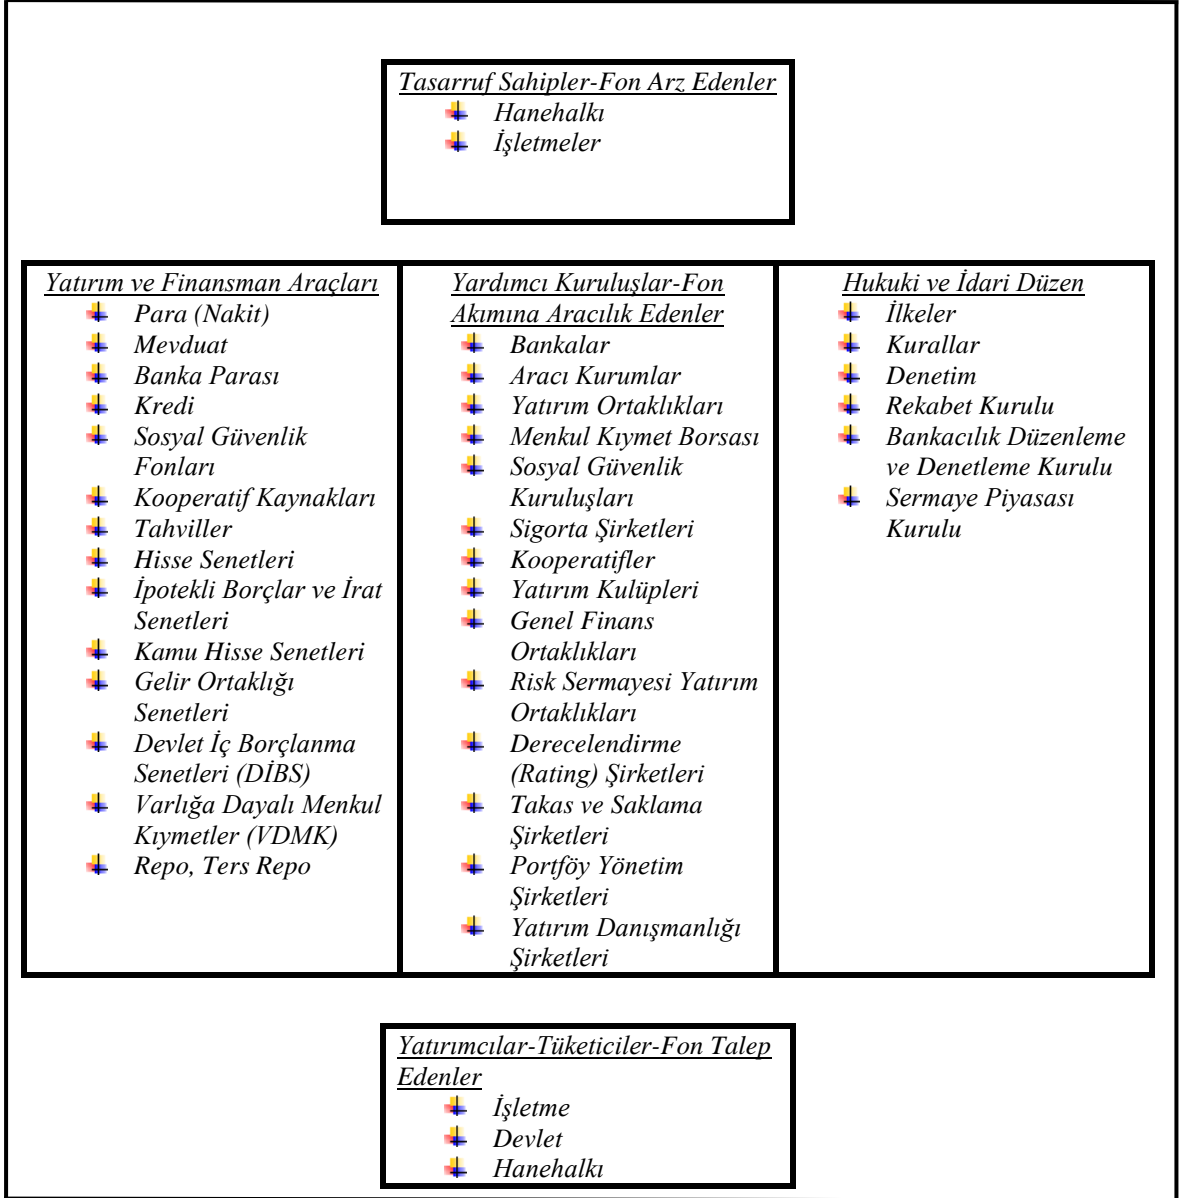 Tasarruf Sahipler-Fon Arz Edenler
Hanehalkı
İşletmeler
Yatırım ve Finansman Araçları
Para (Nakit)
Mevduat
Banka Parası
Kredi
Sosyal Güvenlik
Fonları
Kooperatif Kaynakları
Tahviller
Hisse Senetleri
İpotekli Borçlar ve İrat
Senetleri
Kamu Hisse Senetleri
Gelir Ortaklığı
Senetleri
Devlet İç Borçlanma
Senetleri (DİBS)
Varlığa Dayalı Menkul
Kıymetler (VDMK)
Repo, Ters Repo
Yardımcı Kuruluşlar-Fon
Akımına Aracılık Edenler
Bankalar
Aracı Kurumlar
Yatırım Ortaklıkları
Menkul Kıymet Borsası
Sosyal Güvenlik
Kuruluşları
Sigorta Şirketleri
Kooperatifler
Yatırım Kulüpleri
Genel Finans
Ortaklıkları
Risk Sermayesi Yatırım
Ortaklıkları
Derecelendirme
(Rating) Şirketleri
Takas ve Saklama
Şirketleri
Portföy Yönetim
Şirketleri
Yatırım Danışmanlığı
Şirketleri
Hukuki ve İdari Düzen
İlkeler
Kurallar
Denetim
Rekabet Kurulu
Bankacılık Düzenleme
ve Denetleme Kurulu
Sermaye Piyasası
Kurulu
Yatırımcılar-Tüketiciler-Fon Talep
Edenler
İşletme
Devlet
Hanehalkı